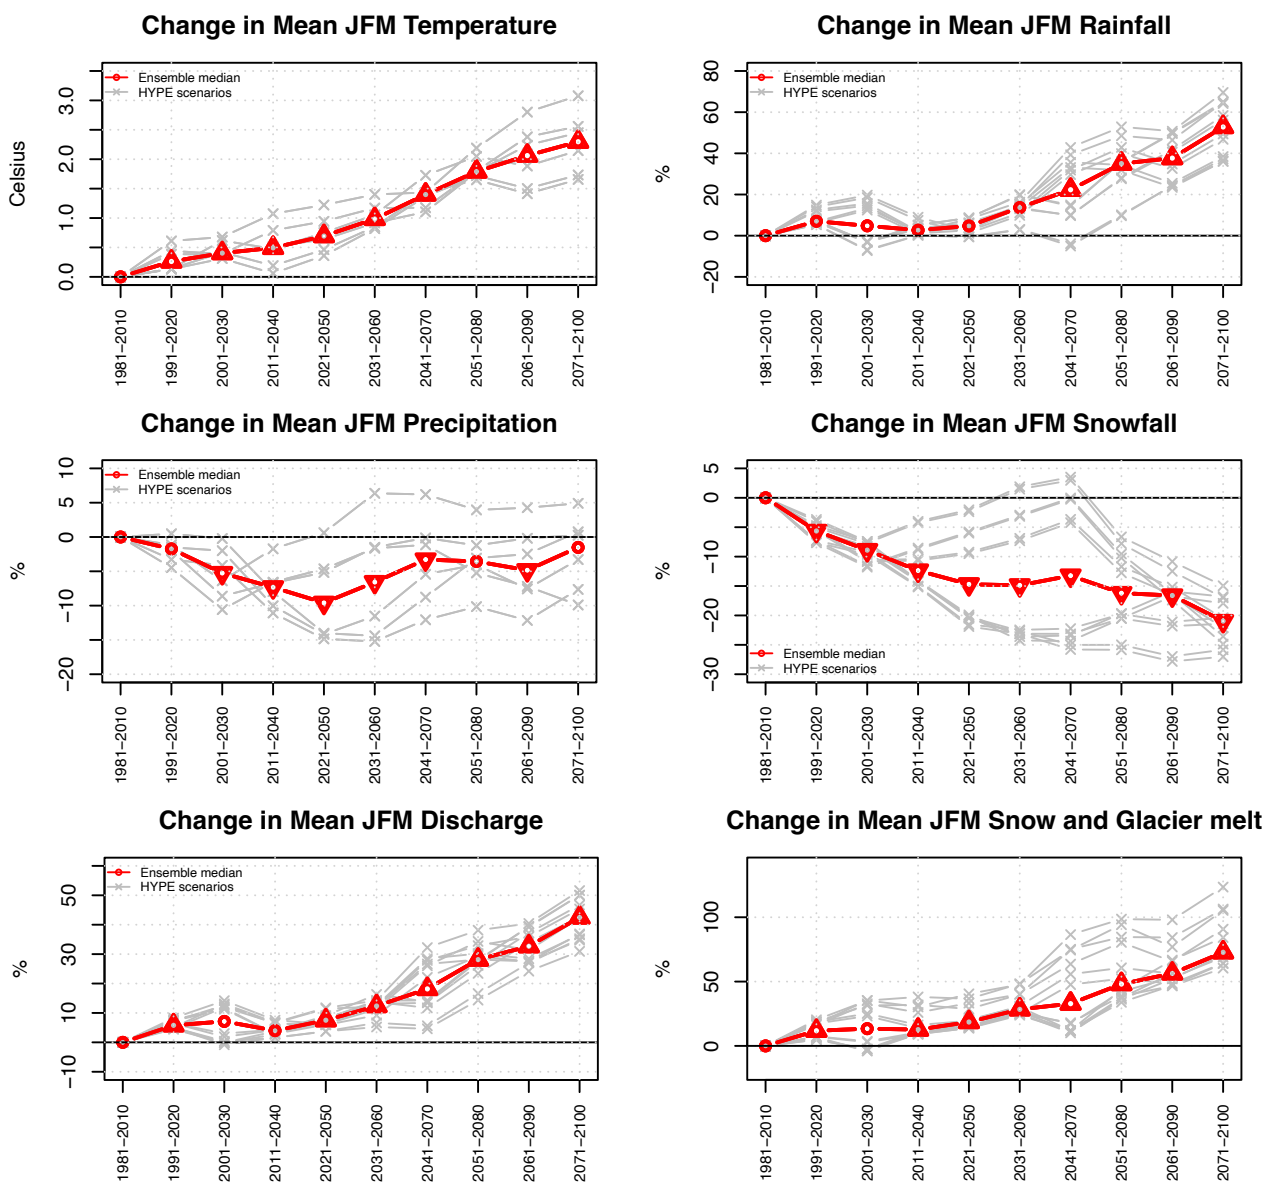 Change in Mean JFM Temperature
Celsius
0.0 1.0 2.0 3.0
Ensemble median
HYPE scenarios
1981−2010 1991−2020 2001−2030 2011−2040 2021−2050 2031−2060 2041−2070 2051−2080 2061−2090 2071−2100
Change in Mean JFM Rainfall
%
−20 0 20 40 60 80
Ensemble median
HYPE scenarios
1981−2010 1991−2020 2001−2030 2011−2040 2021−2050 2031−2060 2041−2070 2051−2080 2061−2090 2071−2100
Change in Mean JFM Precipitation
%
−20 −10 0 5 10
Ensemble median
HYPE scenarios
1981−2010 1991−2020 2001−2030 2011−2040 2021−2050 2031−2060 2041−2070 2051−2080 2061−2090 2071−2100
Change in Mean JFM Snowfall
%
−30 −20 −10 0 5
Ensemble median
HYPE scenarios
1981−2010 1991−2020 2001−2030 2011−2040 2021−2050 2031−2060 2041−2070 2051−2080 2061−2090 2071−2100
Change in Mean JFM Discharge
%
−10 10 30 50
Ensemble median
HYPE scenarios
1981−2010 1991−2020 2001−2030 2011−2040 2021−2050 2031−2060 2041−2070 2051−2080 2061−2090 2071−2100
Change in Mean JFM Snow and Glacier melt
%
0 50 100
1981−2010 1991−2020 2001−2030 2011−2040 2021−2050 2031−2060 2041−2070 2051−2080 2061−2090 2071−2100